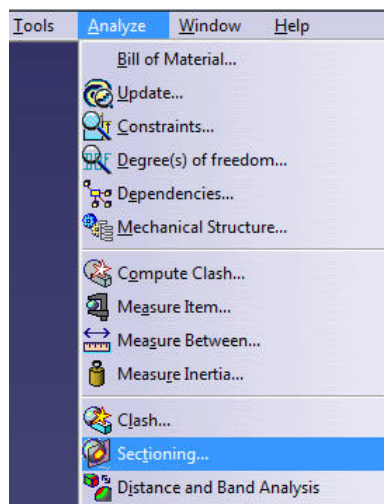 Tools Analyze Window Help
Bill of Material...
Update...
Constraints...
Degree(s) of freedom...
Dependencies...
Mechanical Structure...
Compute Clash...
Measure Item...
Measure Between...
Measure Inertia...
Clash...
Sectioning...
Distance and Band Analysis